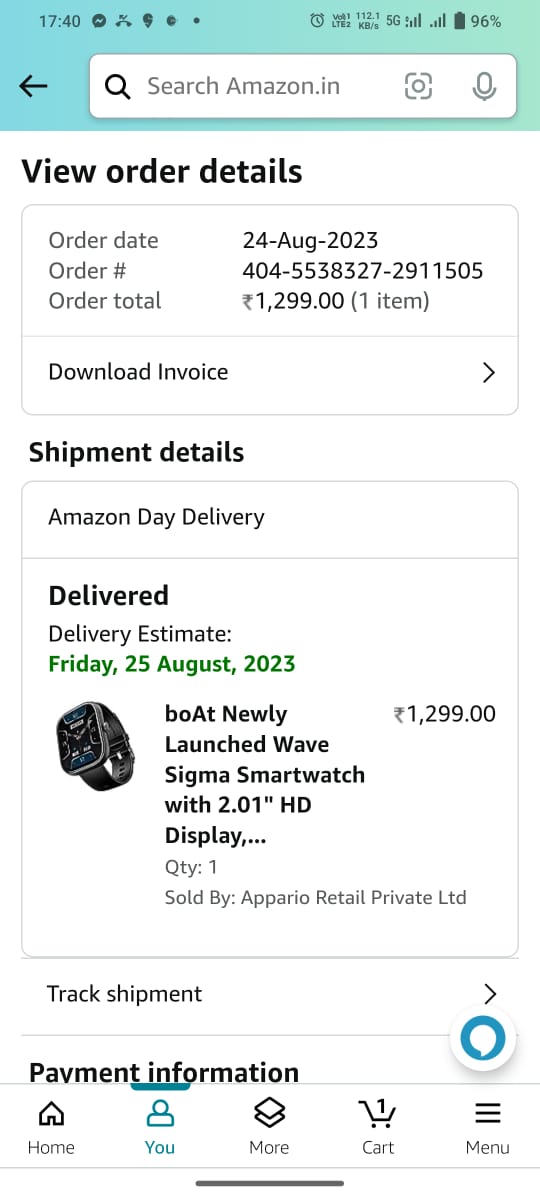 17:40
Vo)) 1 112.1 5G 96%
LTE2 KB/s
Search Amazon.in
View order details
Order date 24-Aug-2023
Order # 404-5538327-2911505
Order total ₹1,299.00 (1 item)
Download Invoice
Shipment details
Amazon Day Delivery
Delivered
Delivery Estimate:
Friday, 25 August, 2023
boAt Newly ₹1,299.00
Launched Wave
Sigma Smartwatch
with 2.01" HD
Display,...
Qty: 1
Sold By: Appario Retail Private Ltd
Track shipment
Payment information
1
Home You More Cart Menu